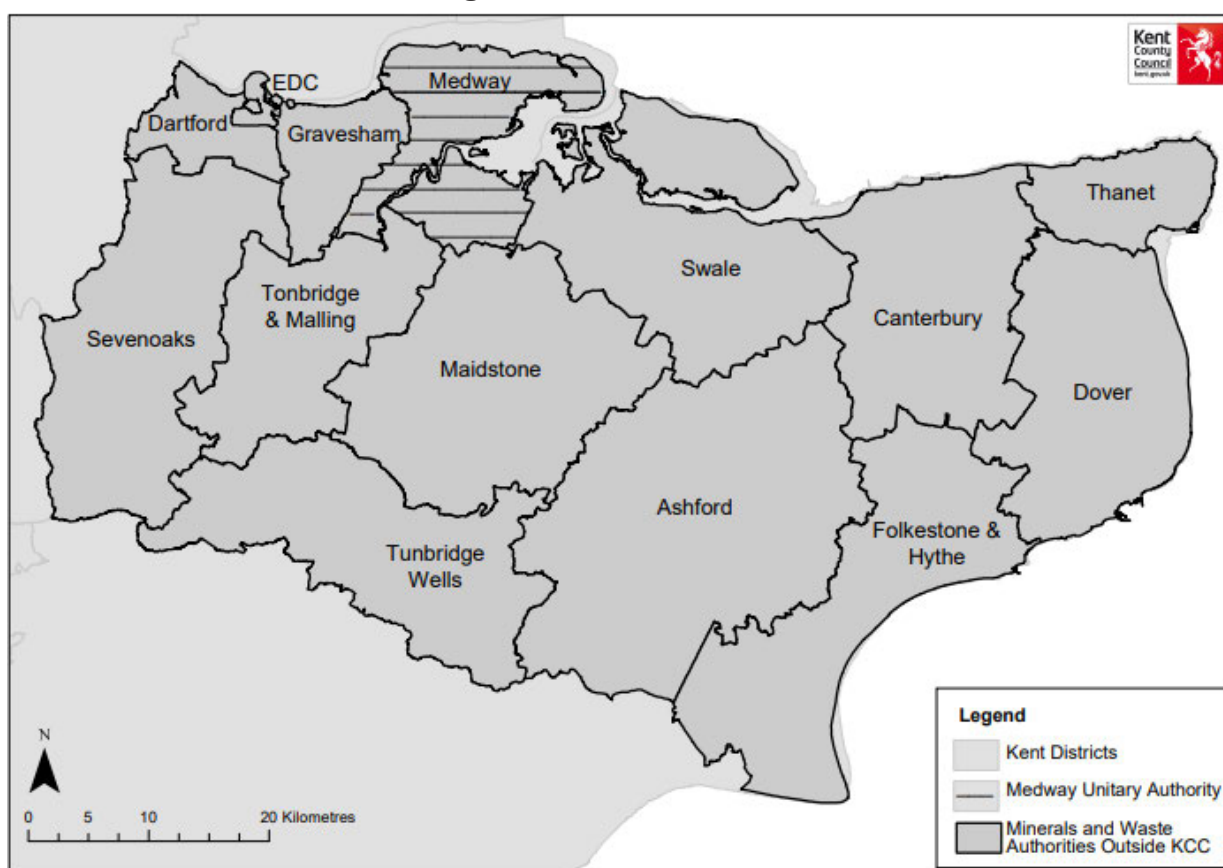 Kent
County
Council
kent.gov.uk
EDC
Medway
Dartford
Gravesham
Thanet
Swale
Tonbridge
& Malling
Canterbury
Sevenoaks
Maidstone
Dover
Ashford
Folkestone &
Hythe
Tunbridge
Wells
Legend
Kent Districts
Medway Unitary Authority
Minerals and Waste
Authorities Outside KCC
N
0 5 10 20 Kilometres